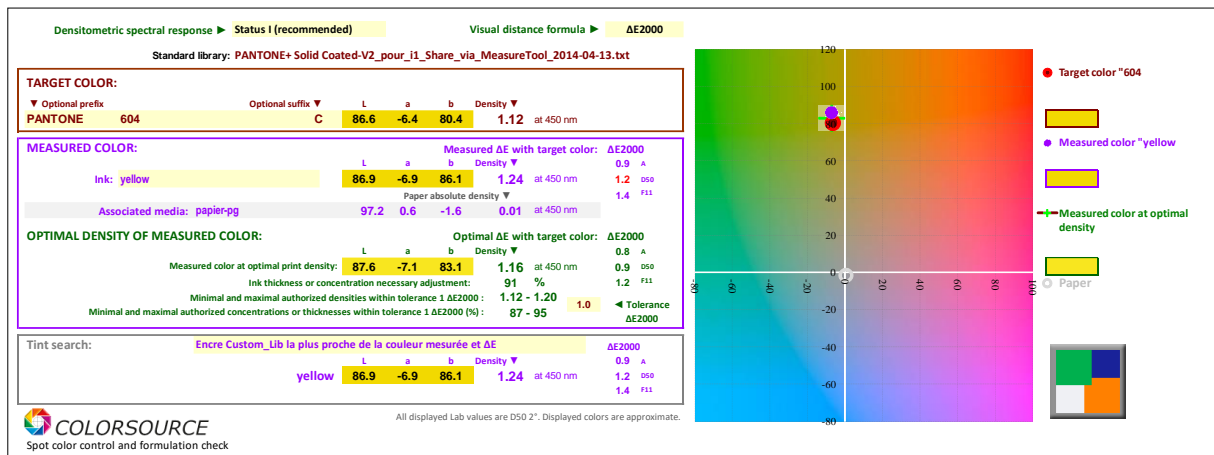 Densitometric spectral response ► Status I (recommended) Visual distance formula ► ΔE2000
Standard library: PANTONE+ Solid Coated-V2_pour_i1_Share_via_MeasureTool_2014-04-13.txt
TARGET COLOR:
▼ Optional prefix Optional suffix ▼ L a b Density ▼
PANTONE 604 C 86.6 -6.4 80.4 1.12 at 450 nm
MEASURED COLOR: Measured ΔE with target color: ΔE2000
L a b Density ▼ 0.9 A
Ink: yellow 86.9 -6.9 86.1 1.24 at 450 nm 1.2 D50
Paper absolute density ▼ 1.4 F11
Associated media: papier-pg 97.2 0.6 -1.6 0.01 at 450 nm
OPTIMAL DENSITY OF MEASURED COLOR: Optimal ΔE with target color: ΔE2000
L a b Density ▼ 0.8 A
Measured color at optimal print density: 87.6 -7.1 83.1 1.16 at 450 nm 0.9 D50
Ink thickness or concentration necessary adjustment: 91 % 1.2 F11
Minimal and maximal authorized densities within tolerance 1 ΔE2000 : 1.12 - 1.20 1.0 ◄ Tolerance
Minimal and maximal authorized concentrations or thicknesses within tolerance 1 ΔE2000 (%) : 87 - 95 ΔE2000
Tint search: Encre Custom_Lib la plus proche de la couleur mesurée et ΔE ΔE2000
L a b Density ▼ 0.9 A
yellow 86.9 -6.9 86.1 1.24 at 450 nm 1.2 D50
1.4 F11
COLORSOURCE
Spot color control and formulation check
All displayed Lab values are D50 2°. Displayed colors are approximate.
120
100
80
60
40
20
0
-20
-40
-60
-80
-80 -60 -40 -20 0 20 40 60 80 100
Target color "604
Measured color "yellow
Measured color at optimal
density
Paper